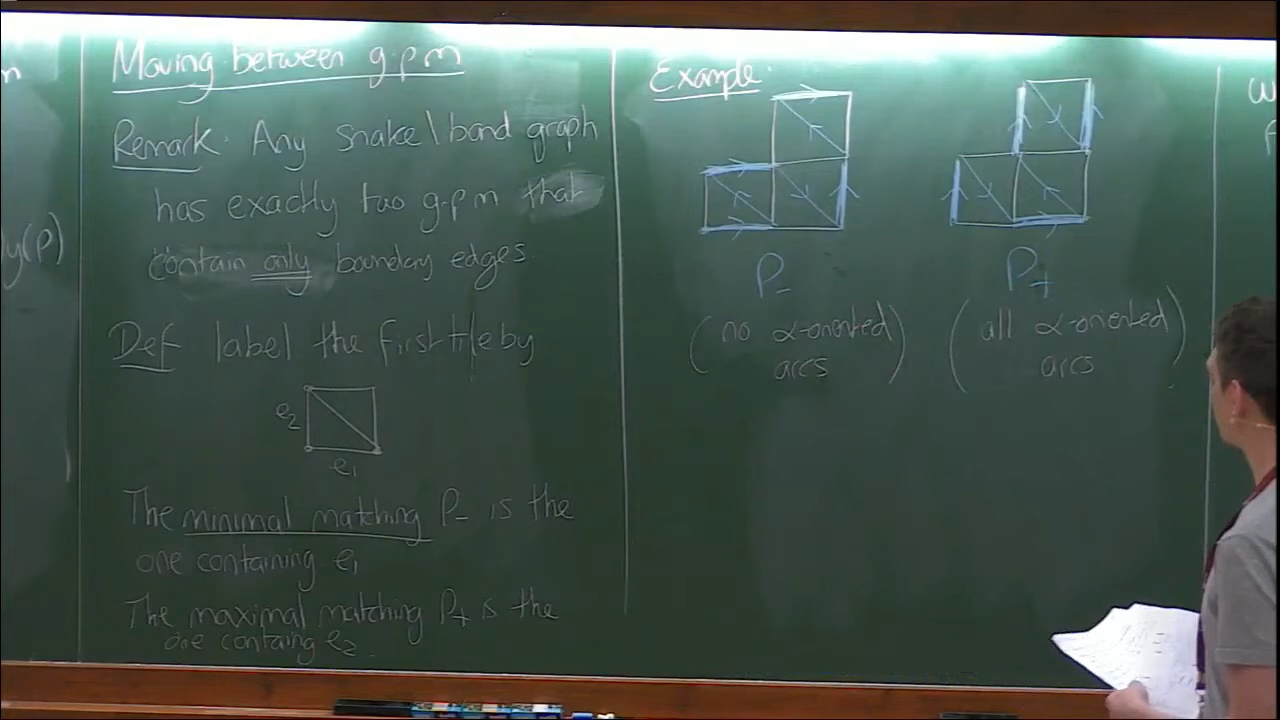 y(P)
Moving between g.p.m
Remark. Any snake/band graph
has exactly two g.p.m that
contain only boundary edges.
Def label the first tile by
e2
e1
The minimal matching P- is the
one containing e1
The maximal matching P+ is the
one containg e2
Example.
P-
P+
(no α-oriented
arcs)
(all α-oriented
arcs)